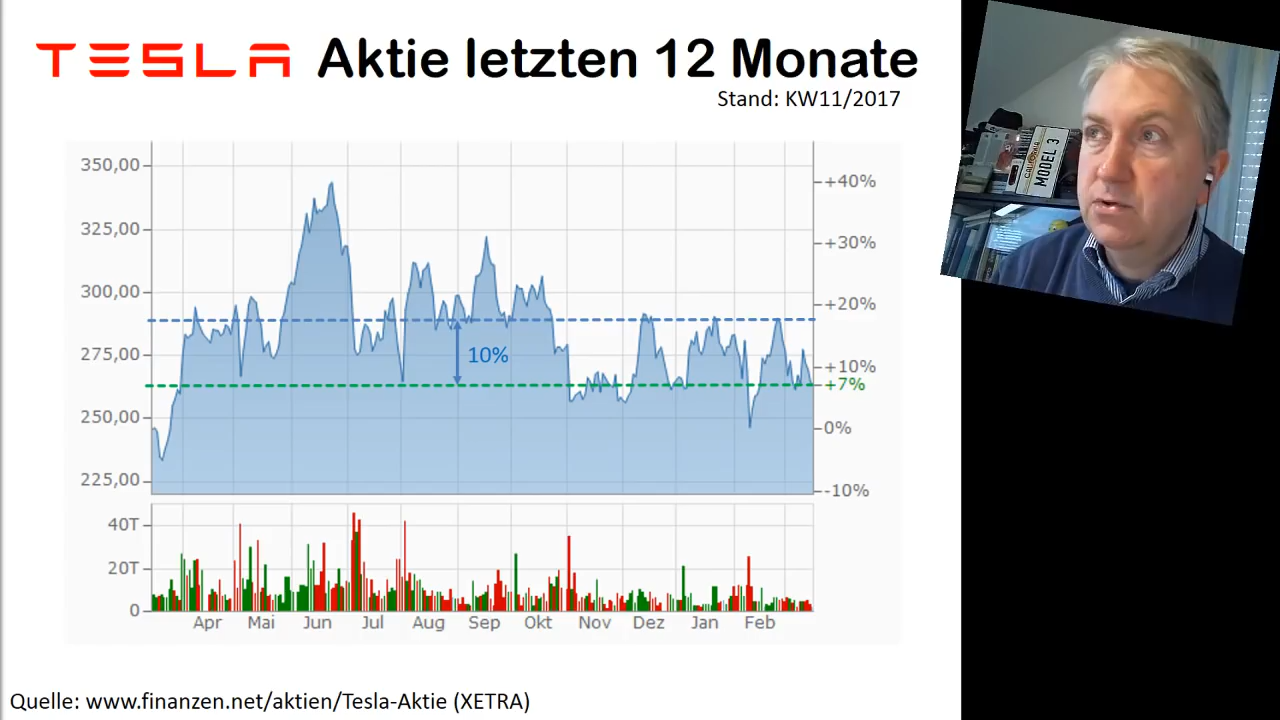 TESLA Aktie letzten 12 Monate
Stand: KW11/2017
350,00
325,00
300,00
275,00
250,00
225,00
+40%
+30%
+20%
+10%
+7%
0%
-10%
10%
40T
20T
0
Apr Mai Jun Jul Aug Sep Okt Nov Dez Jan Feb
Quelle: www.finanzen.net/aktien/Tesla-Aktie (XETRA)
CALIFORNIA
MODEL 3